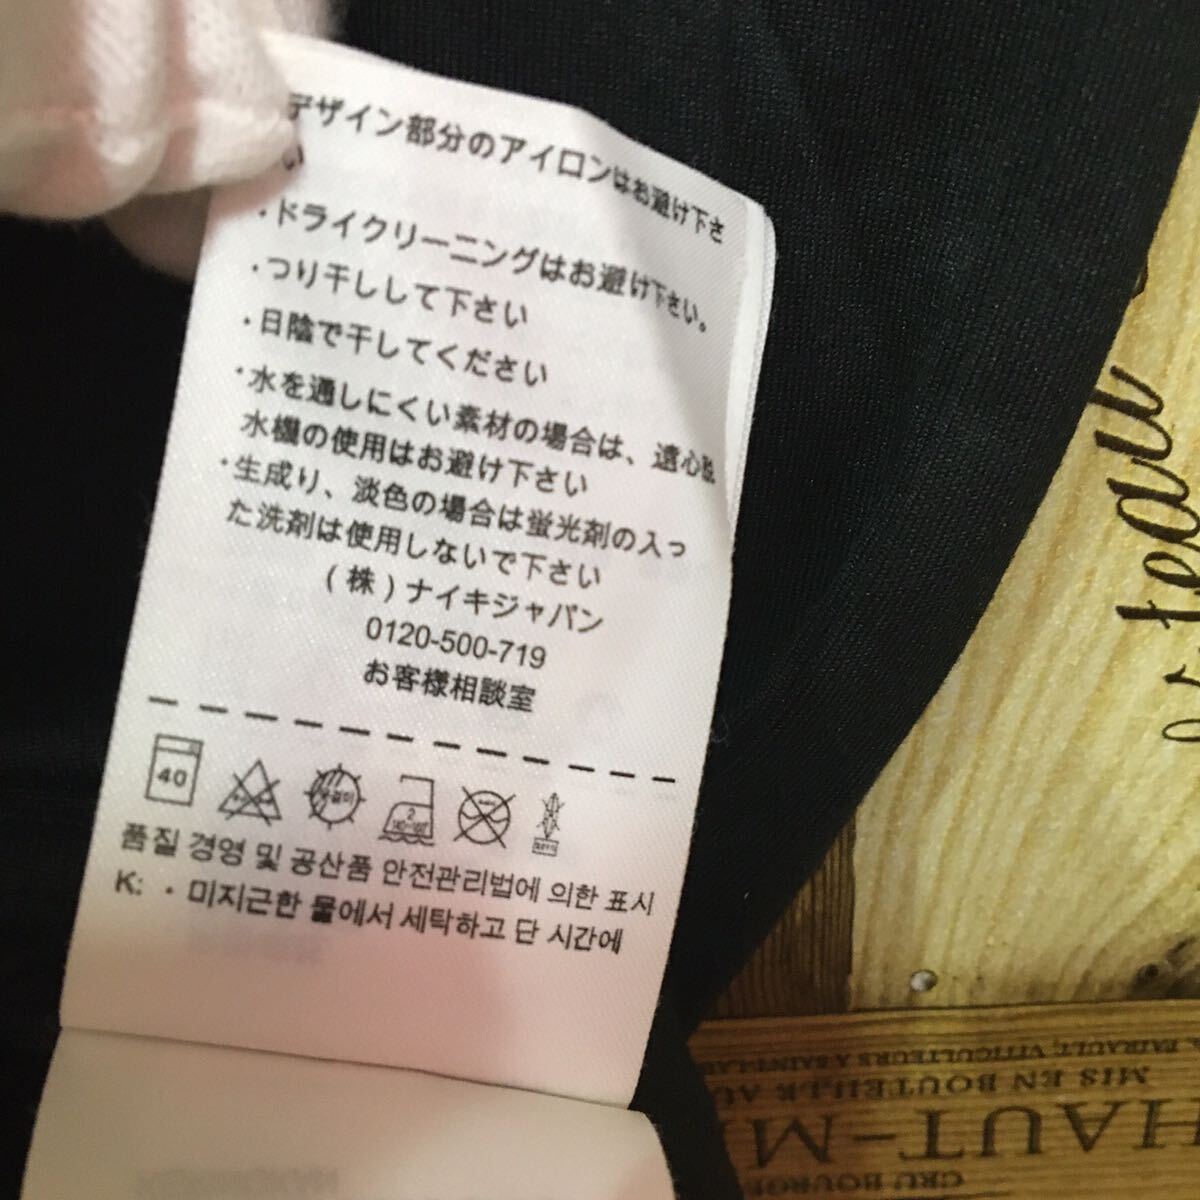 デザイン部分のアイロンはお避け下さ
い
・ドライクリーニングはお避け下さい。
・つり干しして下さい
・日陰で干してください
・水を通しにくい素材の場合は、遠心脱
水機の使用はお避け下さい
・生成り、淡色の場合は蛍光剤の入っ
た洗剤は使用しないで下さい
(株)ナイキジャパン
0120-500-719
お客様相談室
40
2
품질 경영 및 공산품 안전관리법에 의한 표시
K: ・미지근한 물에서 세탁하고 단 시간에
teau
PAIRAULT, VITICULTEURS À SAINT-LAU
MIS EN BOUTEILLE AU
HAUT-M
CRU BOURGE